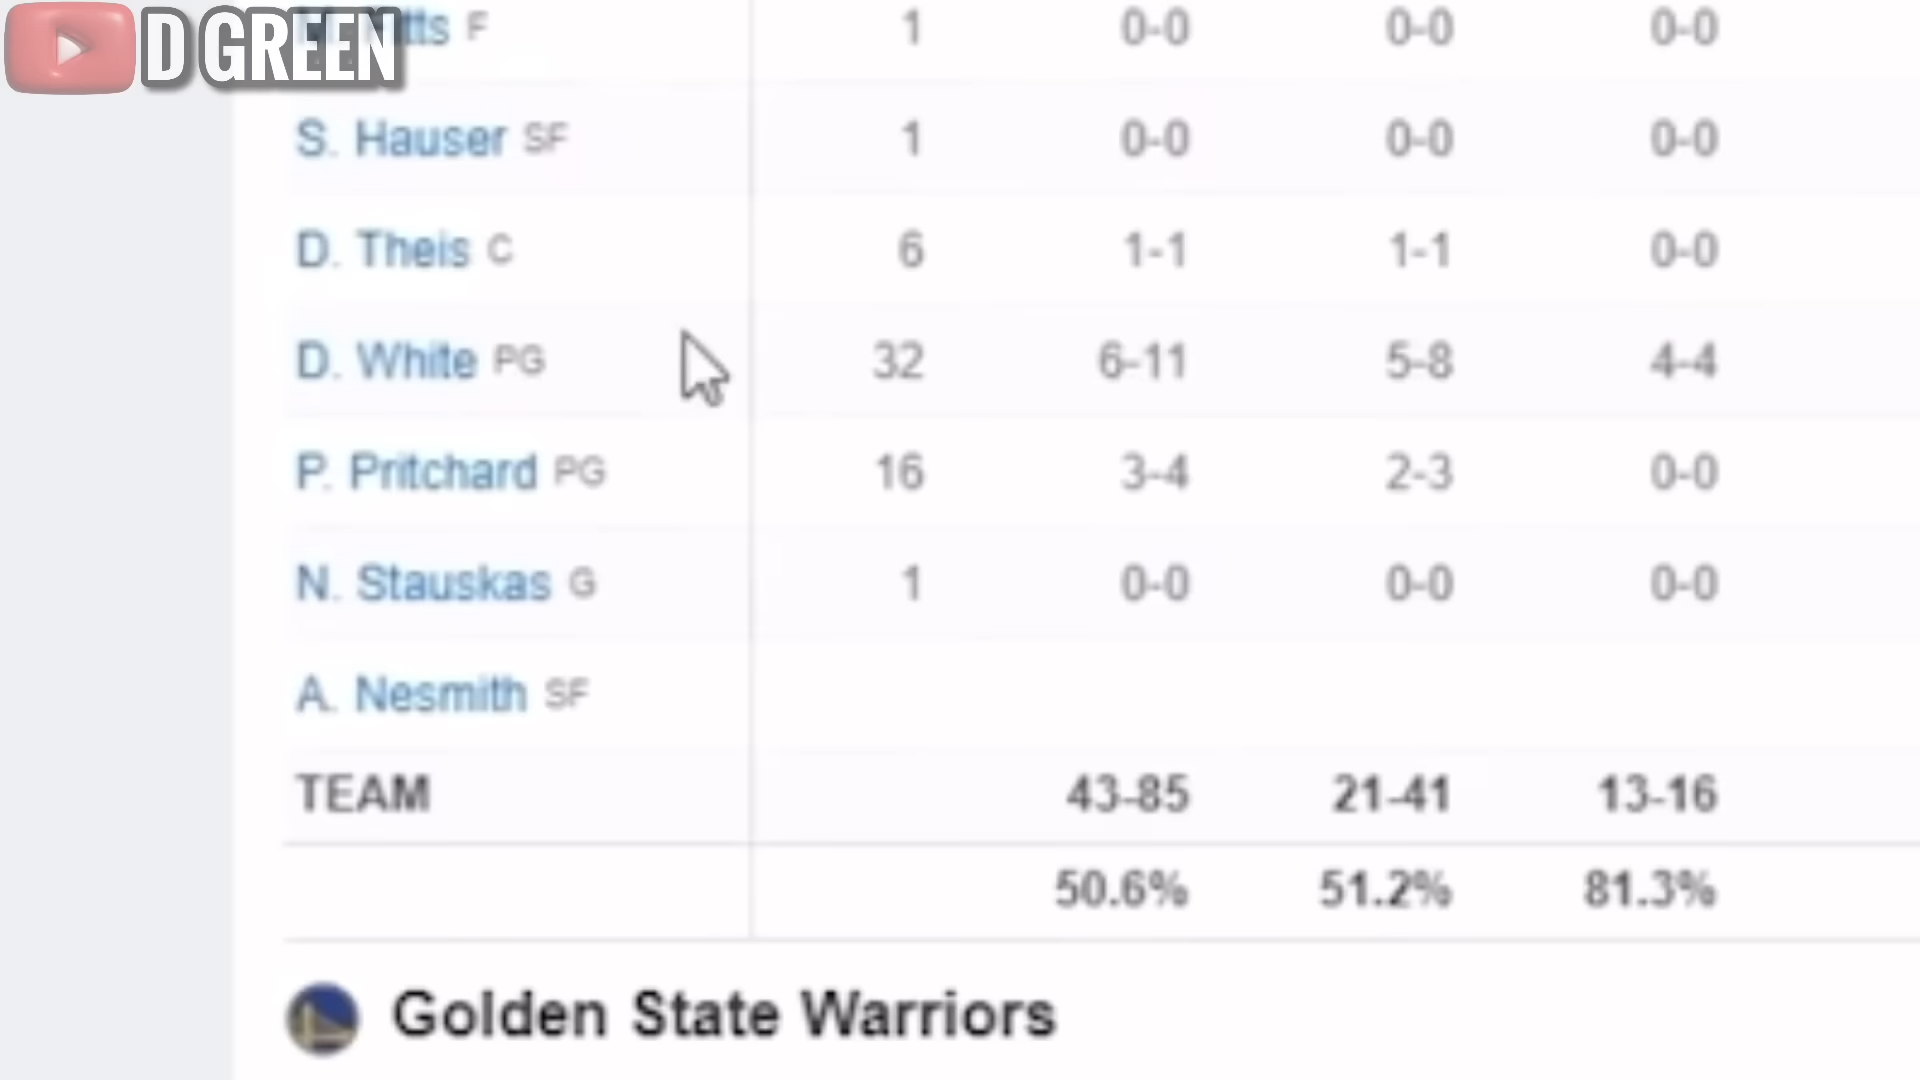 D GREEN
F 1 0-0 0-0 0-0
S. Hauser SF 1 0-0 0-0 0-0
D. Theis C 6 1-1 1-1 0-0
D. White PG 32 6-11 5-8 4-4
P. Pritchard PG 16 3-4 2-3 0-0
N. Stauskas G 1 0-0 0-0 0-0
A. Nesmith SF
TEAM 43-85 21-41 13-16
50.6% 51.2% 81.3%
Golden State Warriors